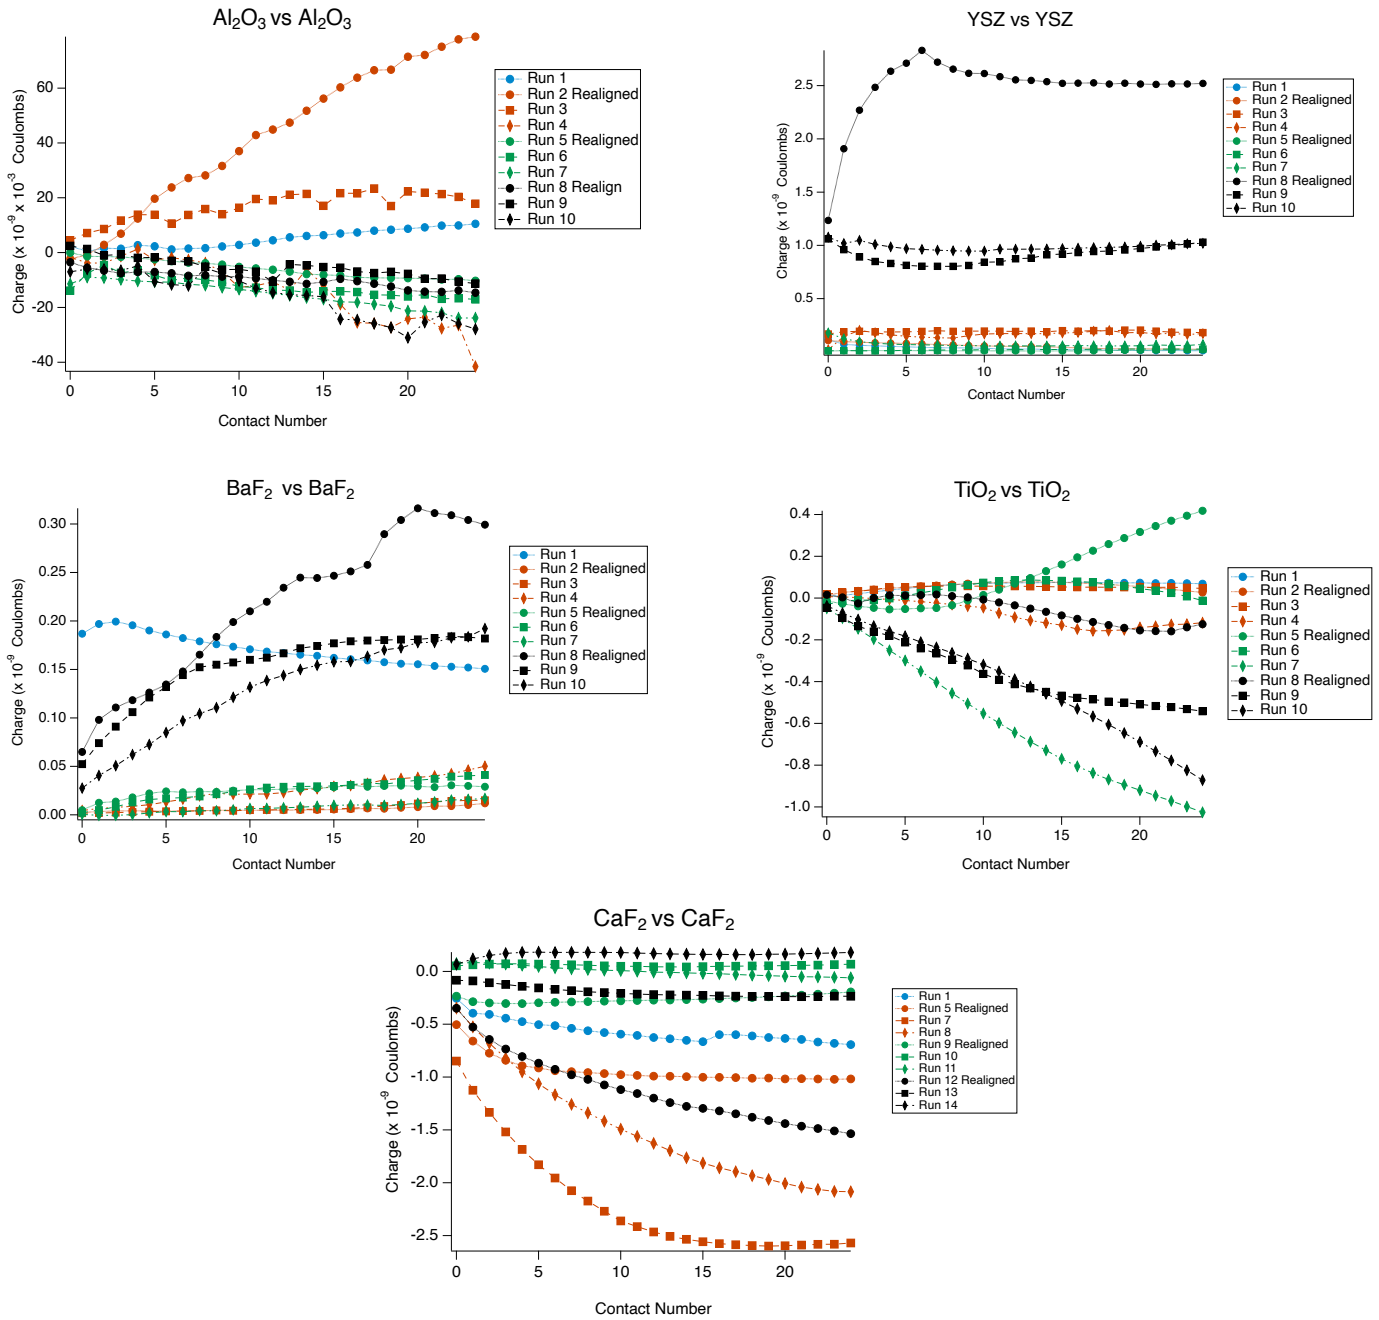 Al₂O₃ vs Al₂O₃
Charge (x 10⁻⁹ x 10⁻³ Coulombs)
60
40
20
0
-20
-40
0
5
10
15
20
Contact Number
Run 1
Run 2 Realigned
Run 3
Run 4
Run 5 Realigned
Run 6
Run 7
Run 8 Realign
Run 9
Run 10
YSZ vs YSZ
Charge (x 10⁻⁹ Coulombs)
2.5
2.0
1.5
1.0
0.5
0
5
10
15
20
Contact Number
Run 1
Run 2 Realigned
Run 3
Run 4
Run 5 Realigned
Run 6
Run 7
Run 8 Realigned
Run 9
Run 10
BaF₂ vs BaF₂
Charge (x 10⁻⁹ Coulombs)
0.30
0.25
0.20
0.15
0.10
0.05
0.00
0
5
10
15
20
Contact Number
Run 1
Run 2 Realigned
Run 3
Run 4
Run 5 Realigned
Run 6
Run 7
Run 8 Realigned
Run 9
Run 10
TiO₂ vs TiO₂
Charge (x 10⁻⁹ Coulombs)
0.4
0.2
0.0
-0.2
-0.4
-0.6
-0.8
-1.0
0
5
10
15
20
Contact Number
Run 1
Run 2 Realigned
Run 3
Run 4
Run 5 Realigned
Run 6
Run 7
Run 8 Realigned
Run 9
Run 10
CaF₂ vs CaF₂
Charge (x 10⁻⁹ Coulombs)
0.0
-0.5
-1.0
-1.5
-2.0
-2.5
0
5
10
15
20
Contact Number
Run 1
Run 5 Realigned
Run 7
Run 8
Run 9 Realigned
Run 10
Run 11
Run 12 Realigned
Run 13
Run 14